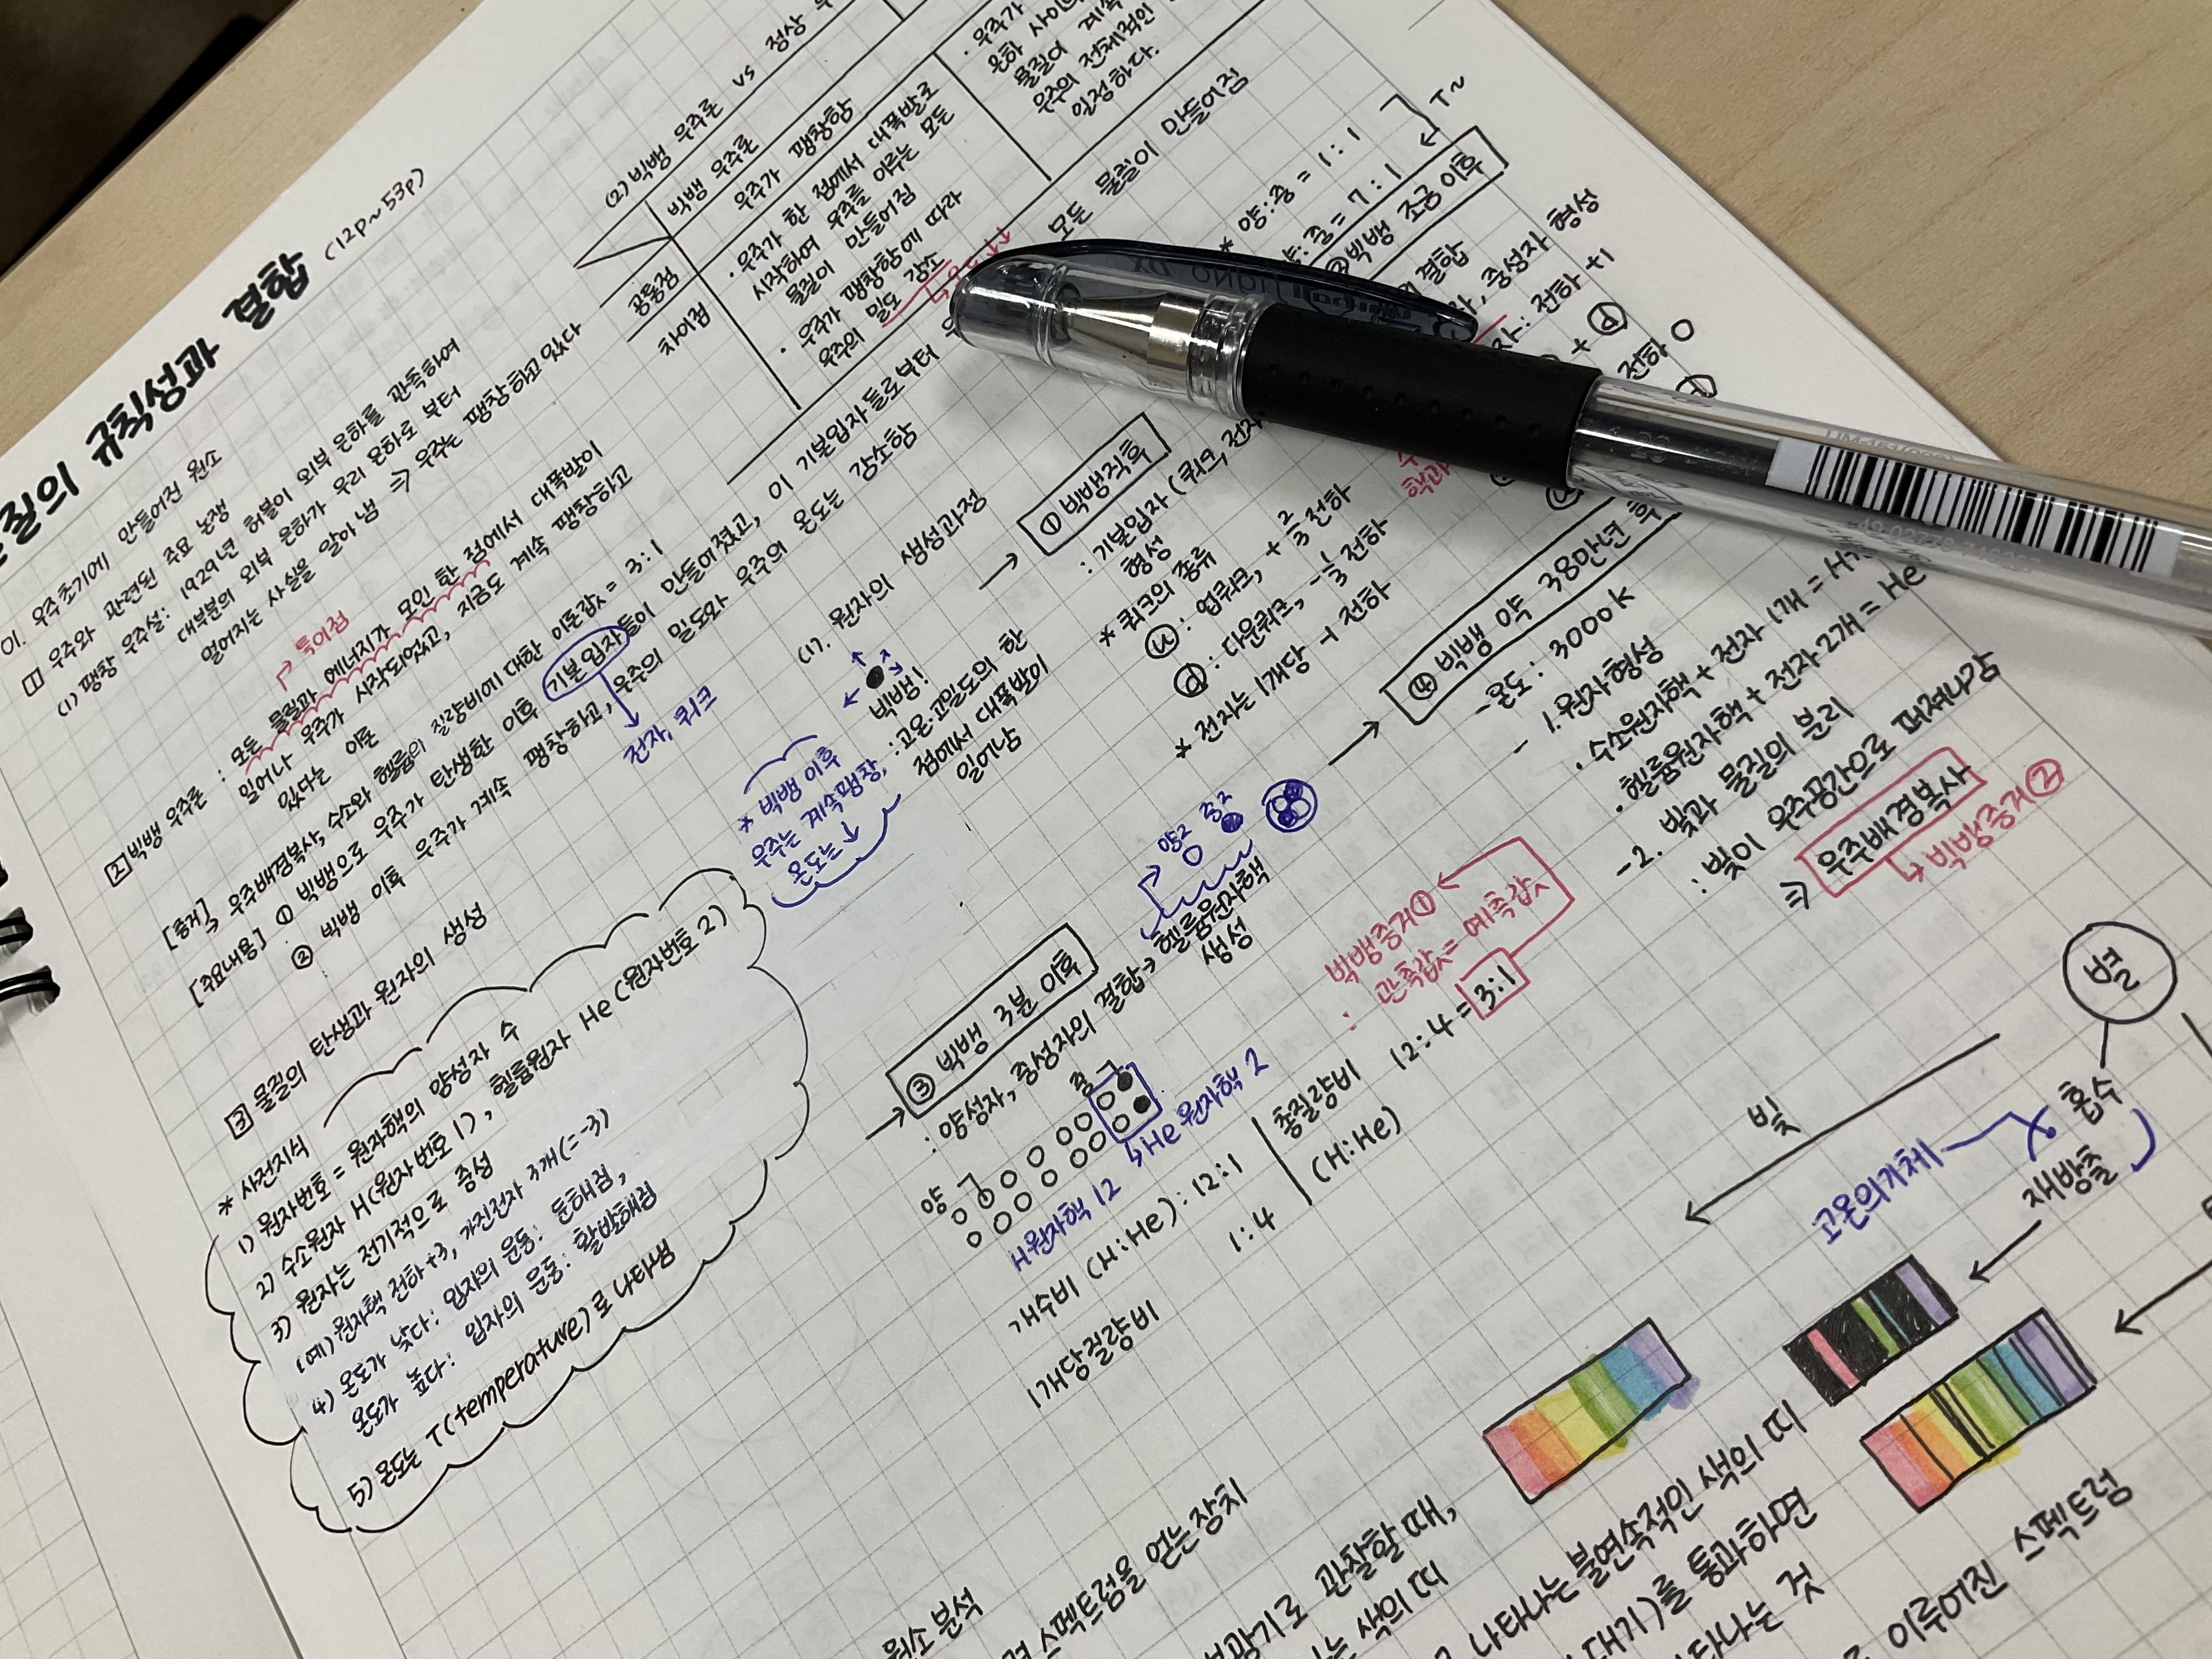 질의 규칙성과 결합 (12p~53p)
01. 우주초기에 만들어진 원소
1 우주와 관련된 주요 논쟁
(1) 팽창 우주설: 1929년 허블이 외부 은하를 관측하여
대부분의 외부 은하가 우리 은하로 부터
멀어지는 사실을 알아 냄 ⇒ 우주는 팽창하고 있다
특이점
2 빅뱅 우주론 : 모든 물질과 에너지가 모인 한 점에서 대폭발이
일어나 우주가 시작되었고, 지금도 계속 팽창하고
있다는 이론
[증거] 우주배경복사, 수소와 헬륨의 질량비에 대한 이론값 = 3:1
[주요내용] ① 빅뱅으로 우주가 탄생한 이후 기본입자들이 만들어졌고, 이 기본입자 들로부터
모든 물질이 만들어짐
② 빅뱅 이후 우주가 계속 팽창하고, 우주의 밀도와 우주의 온도는 감소함
전자, 쿼크
(2) 빅뱅 우주론 vs 정상
빅뱅 우주론
공통점 우주가 팽창함
차이점
· 우주가 한 점에서 대폭발로
시작하여 우주를 이루는 모든
물질이 만들어짐
· 우주가 팽창함에 따라
우주의 밀도 감소
· 우주가
은하 사이의
물질이 계속
우주의 전체적인
일정하다.
3 물질의 탄생과 원자의 생성
* 사전지식
1) 원자번호 = 원자핵의 양성자 수
2) 수소원자 H(원자번호 1), 헬륨원자 He(원자번호 2)
3) 원자는 전기적으로 중성
(예) 원자핵 전하 +3, 가진전자 3개(=-3)
4) 온도가 낮다: 입자의 운동: 둔해짐,
온도가 높다: 입자의 운동: 활발해짐
5) 온도는 T(temperature)로 나타냄
(1). 원자의 생성과정
빅뱅!
: 고온·고밀도의 한
점에서 대폭발이
일어남
* 빅뱅 이후
우주는 계속팽창,
온도는 ↓
① 빅뱅직후
: 기본입자 (쿼크, 전자
형성
* 쿼크의 종류
u : 업쿼크, +2/3 전하
d : 다운쿼크, -1/3 전하
* 전자는 1개당 -1 전하
* 양:중 = 1:1
중 = 7:1
T~
② 빅뱅 조금 이후
결합
중성자 형성
자: 전하 +1
+ d
전하 0
③ 빅뱅 3분 이후
: 양성자, 중성자의 결합 → 헬륨원자핵
생성
양2 중2
중
양
H원자핵 12
He원자핵 2
개수비 (H:He): 12:1
1개당질량비 1:4
총질량비 12:4 = 3:1
(H:He)
빅뱅증거①
: 관측값 = 예측값
④ 빅뱅 약 38만년 후
- 온도: 3000K
- 1. 원자형성
· 수소원자핵 + 전자 1개 = H
· 헬륨원자핵 + 전자 2개 = He
- 2. 빛과 물질의 분리
: 빛이 우주공간으로 퍼져나감
⇒ 우주배경복사
↳ 빅뱅증거②
별
빛
흡수
재방출
고온의기체
원소분석
스펙트럼을 얻는 장치
광기로 관찰할 때,
는 색의 띠
나타나는 불연속적인 색의 띠
대기)를 통과하면
타나는 것
이루어진 스펙트럼